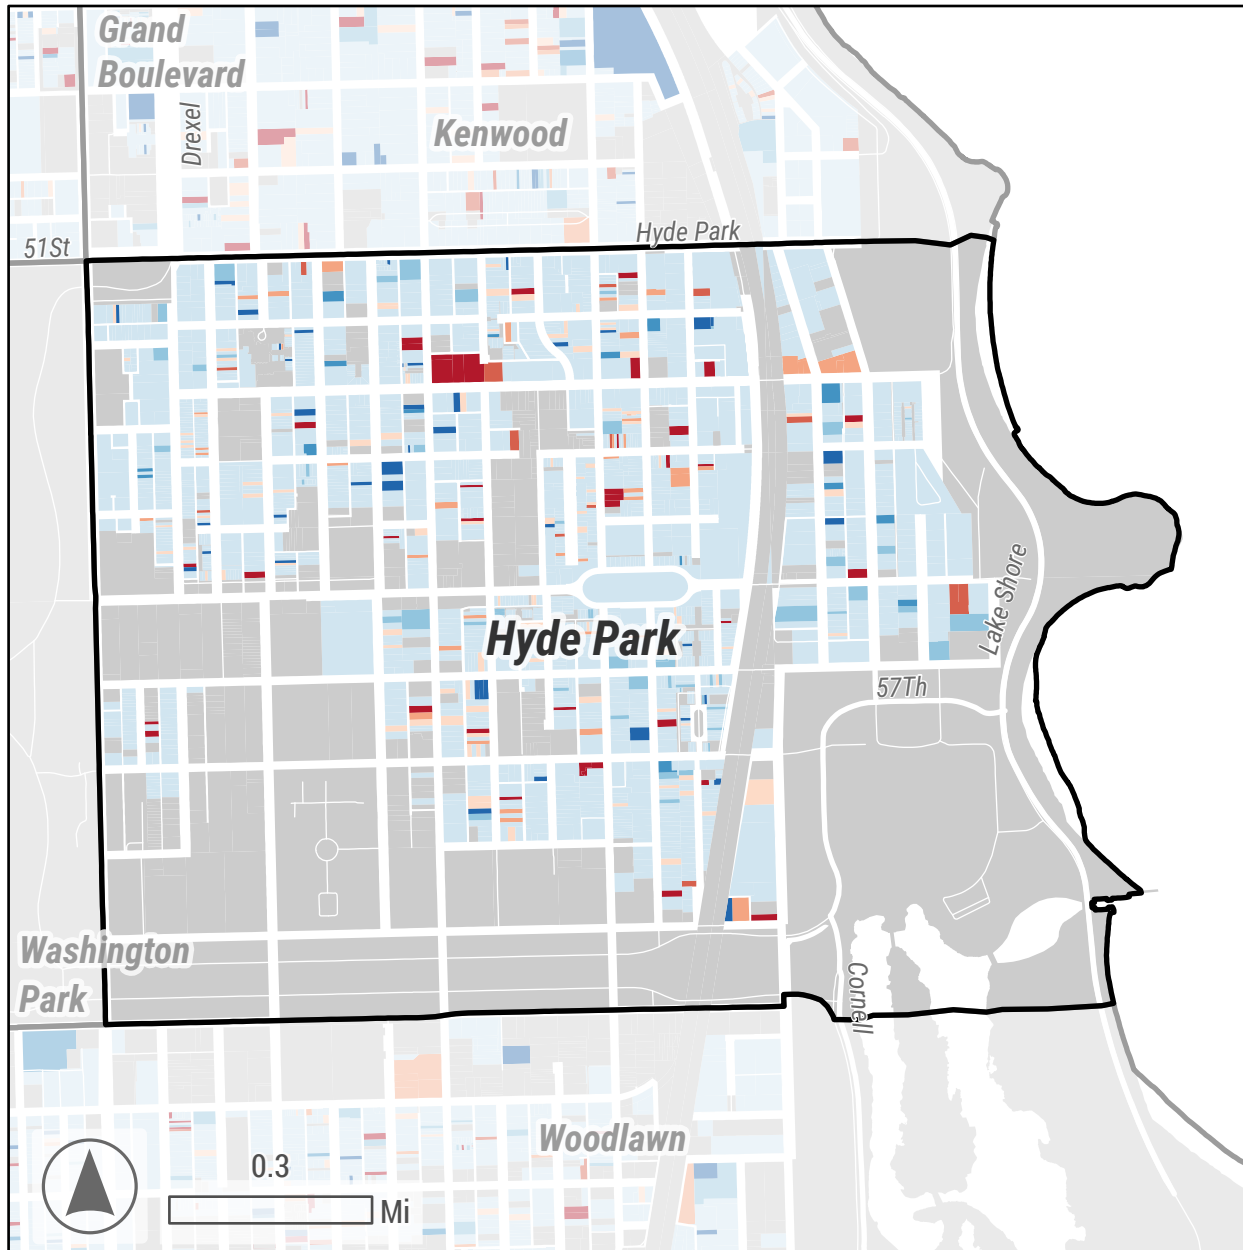 Grand
Boulevard
Drexel
Kenwood
51St
Hyde Park
Lake Shore
Hyde Park
57Th
Washington
Park
Cornell
Woodlawn
0.3
Mi